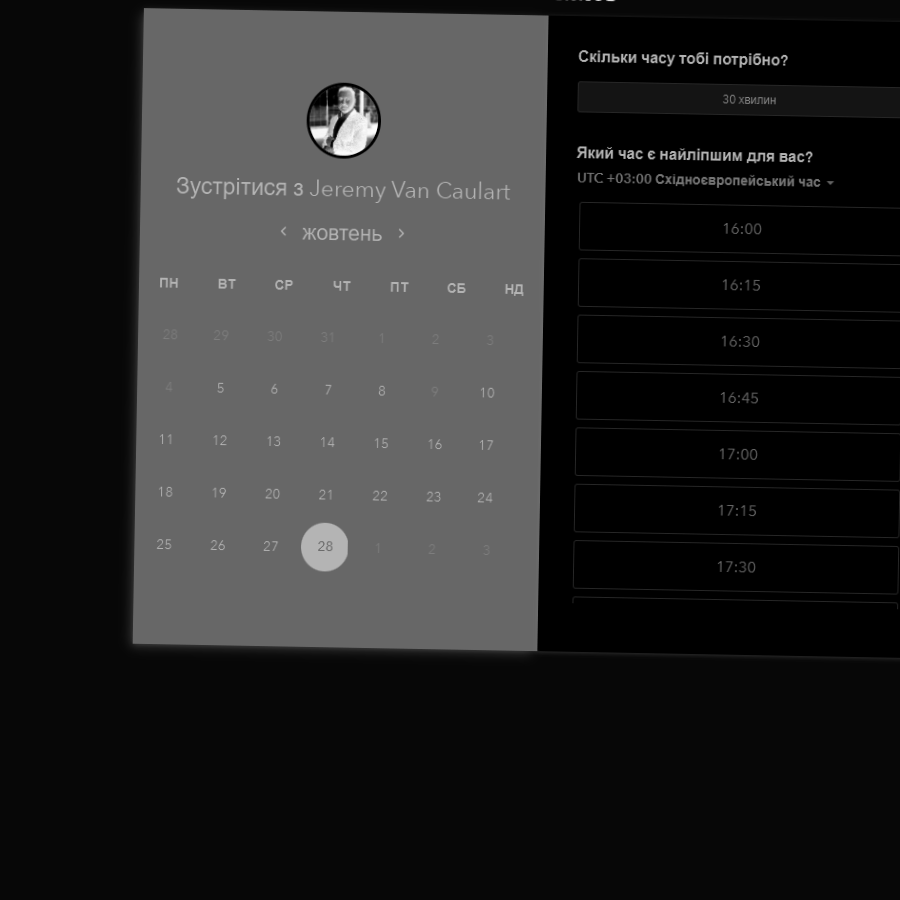 Зустрітися з Jeremy Van Caulart
жовтень
ПН ВТ СР ЧТ ПТ СБ НД
28 29 30 31 1 2 3
4 5 6 7 8 9 10
11 12 13 14 15 16 17
18 19 20 21 22 23 24
25 26 27 28 1 2 3
Скільки часу тобі потрібно?
30 хвилин
Який час є найліпшим для вас?
UTC +03:00 Східноєвропейський час
16:00
16:15
16:30
16:45
17:00
17:15
17:30